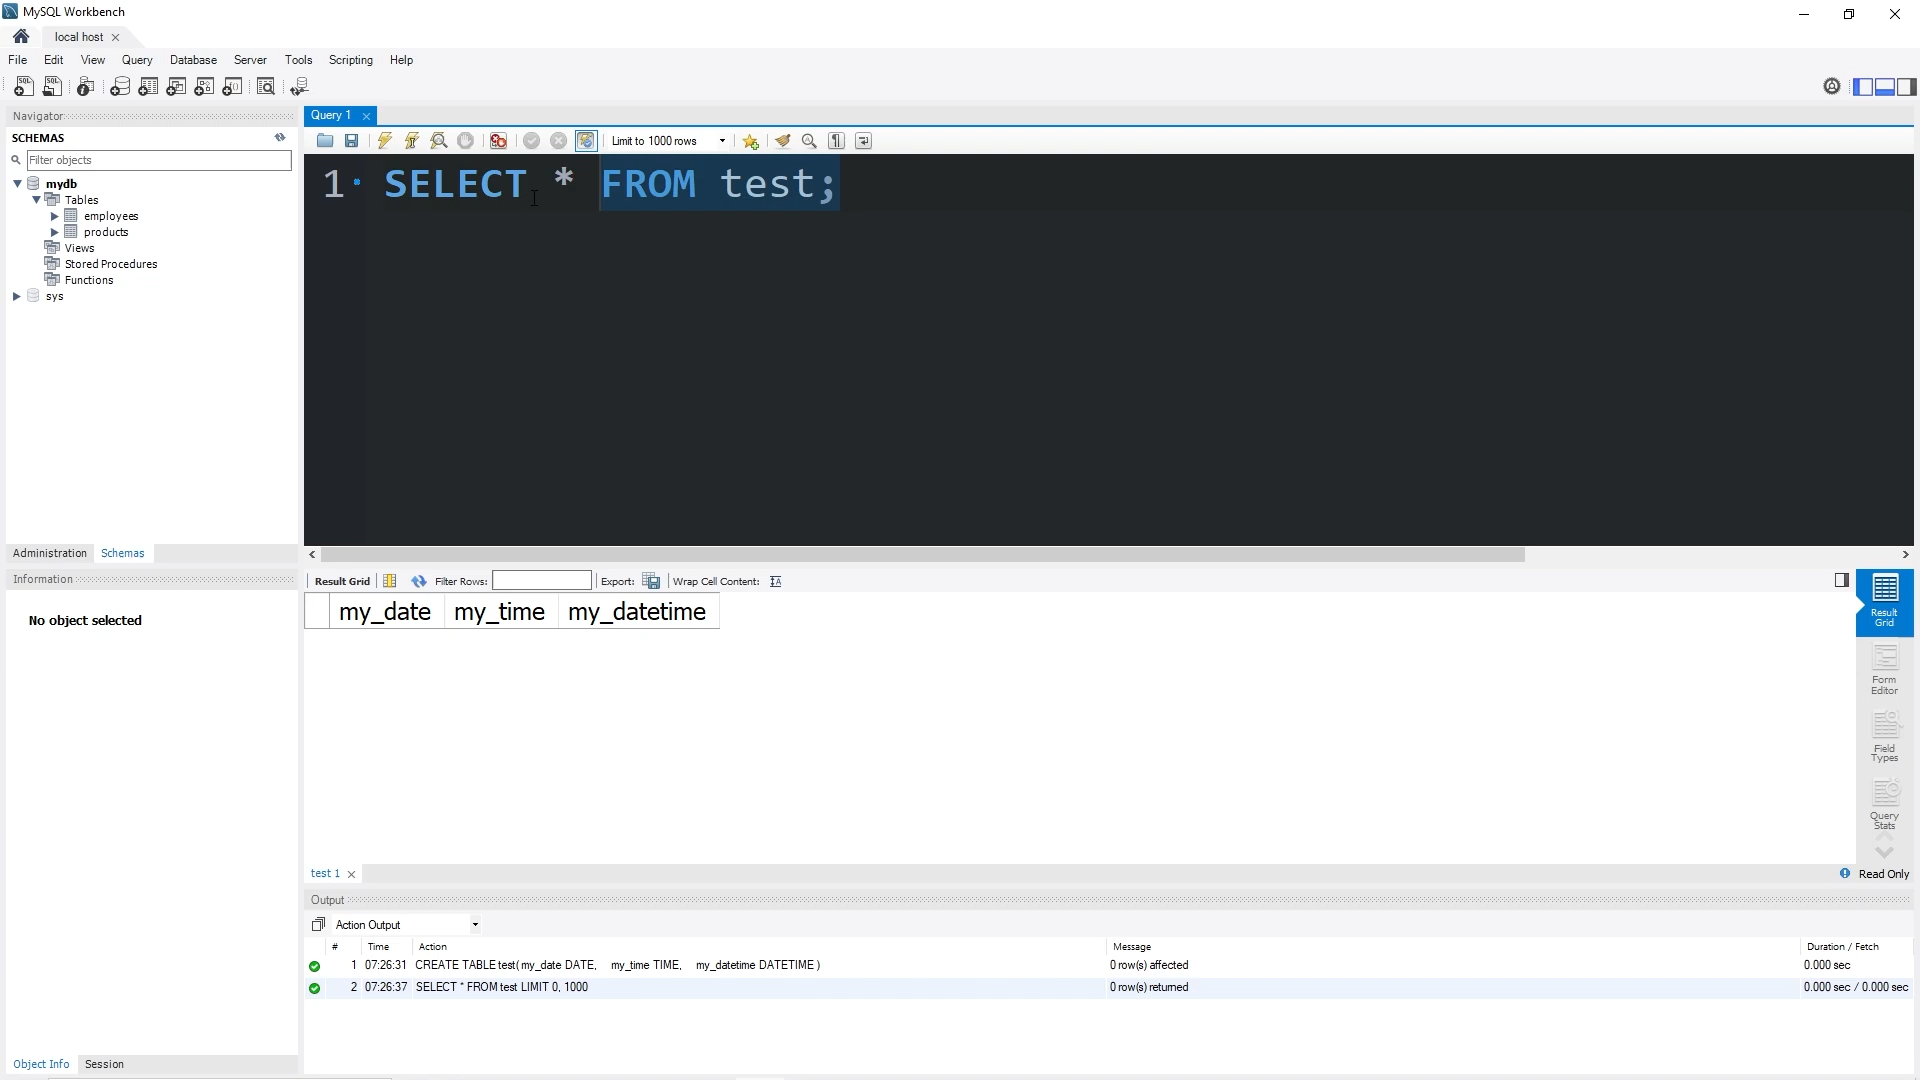 MySQL Workbench
local host
File Edit View Query Database Server Tools Scripting Help
Navigator
SCHEMAS
Filter objects
mydb
Tables
employees
products
Views
Stored Procedures
Functions
sys
Administration Schemas
Information
No object selected
Object Info Session
Query 1
Limit to 1000 rows
1 SELECT * FROM test;
Result Grid Filter Rows: Export: Wrap Cell Content:
my_date my_time my_datetime
Result
Grid
Form
Editor
Field
Types
Query
Stats
test 1 Read Only
Output
Action Output
# Time Action Message Duration / Fetch
1 07:26:31 CREATE TABLE test( my_date DATE, my_time TIME, my_datetime DATETIME ) 0 row(s) affected 0.000 sec
2 07:26:37 SELECT * FROM test LIMIT 0, 1000 0 row(s) returned 0.000 sec / 0.000 sec